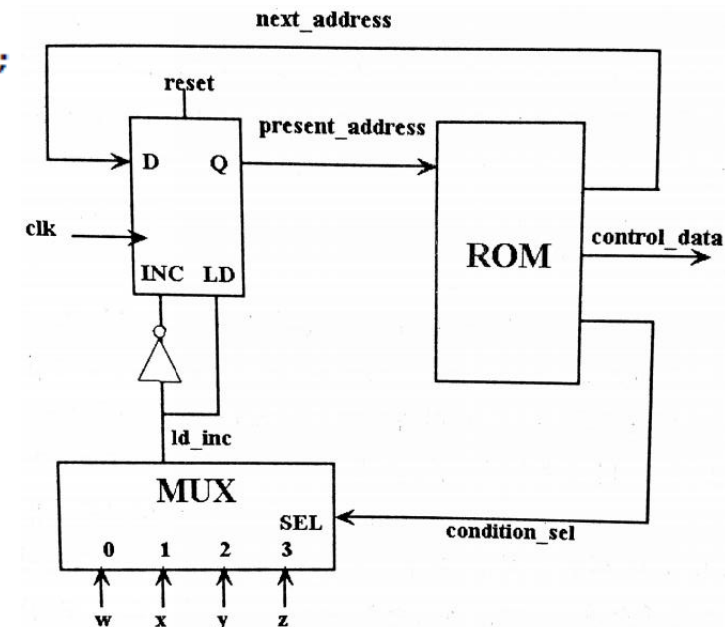 next_address
;
reset
present_address
D Q
clk
control_data
ROM
INC LD
ld_inc
MUX
SEL
condition_sel
0 1 2 3
w x y z